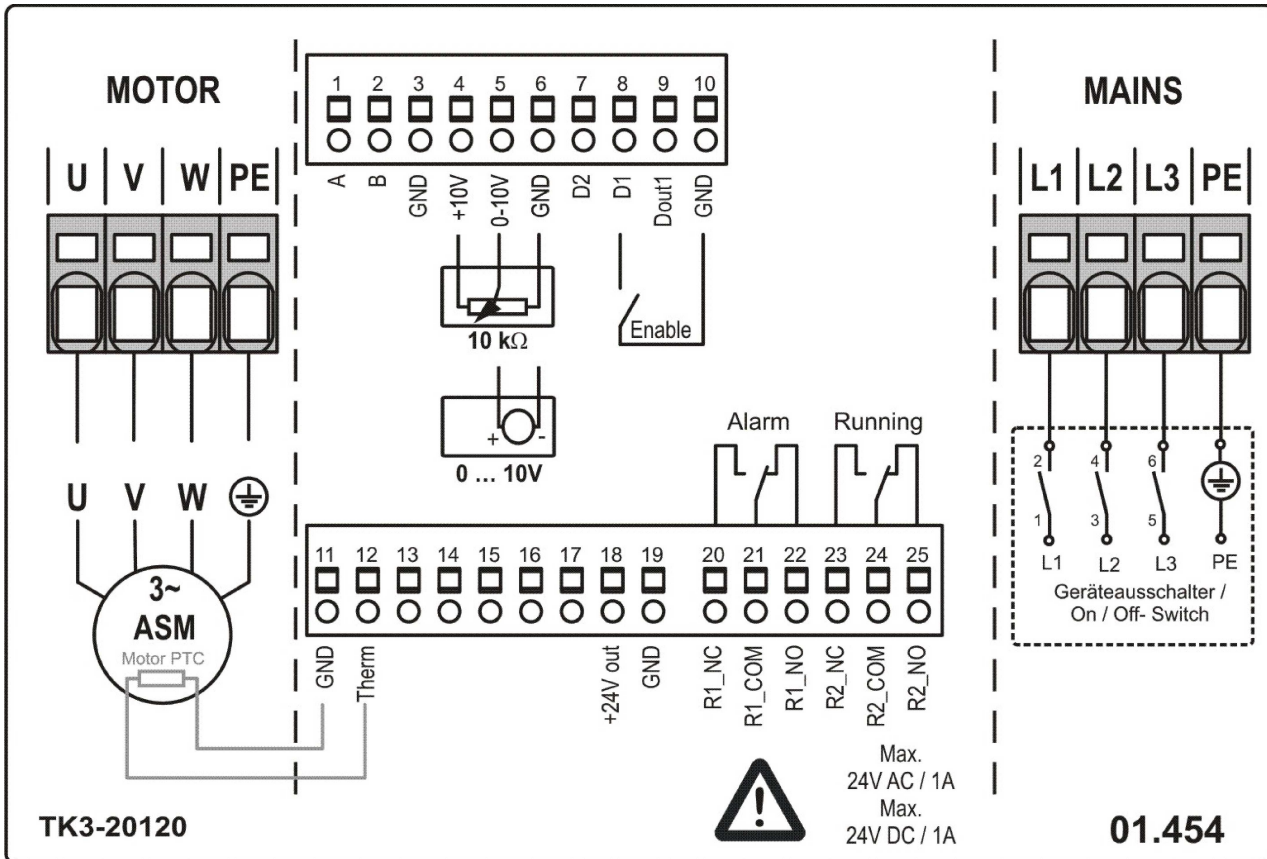 MOTOR
U V W PE
U V W
3~
ASM
Motor PTC
TK3-20120
1 2 3 4 5 6 7 8 9 10
A B GND +10V 0-10V GND D2 D1 Dout1 GND
10 kΩ
Enable
+ -
0 ... 10V
Alarm Running
11 12 13 14 15 16 17 18 19 20 21 22 23 24 25
GND Therm +24V out GND R1_NC R1_COM R1_NO R2_NC R2_COM R2_NO
!
Max.
24V AC / 1A
Max.
24V DC / 1A
MAINS
L1 L2 L3 PE
2 4 6
1 3 5
L1 L2 L3 PE
Geräteausschalter /
On / Off- Switch
01.454